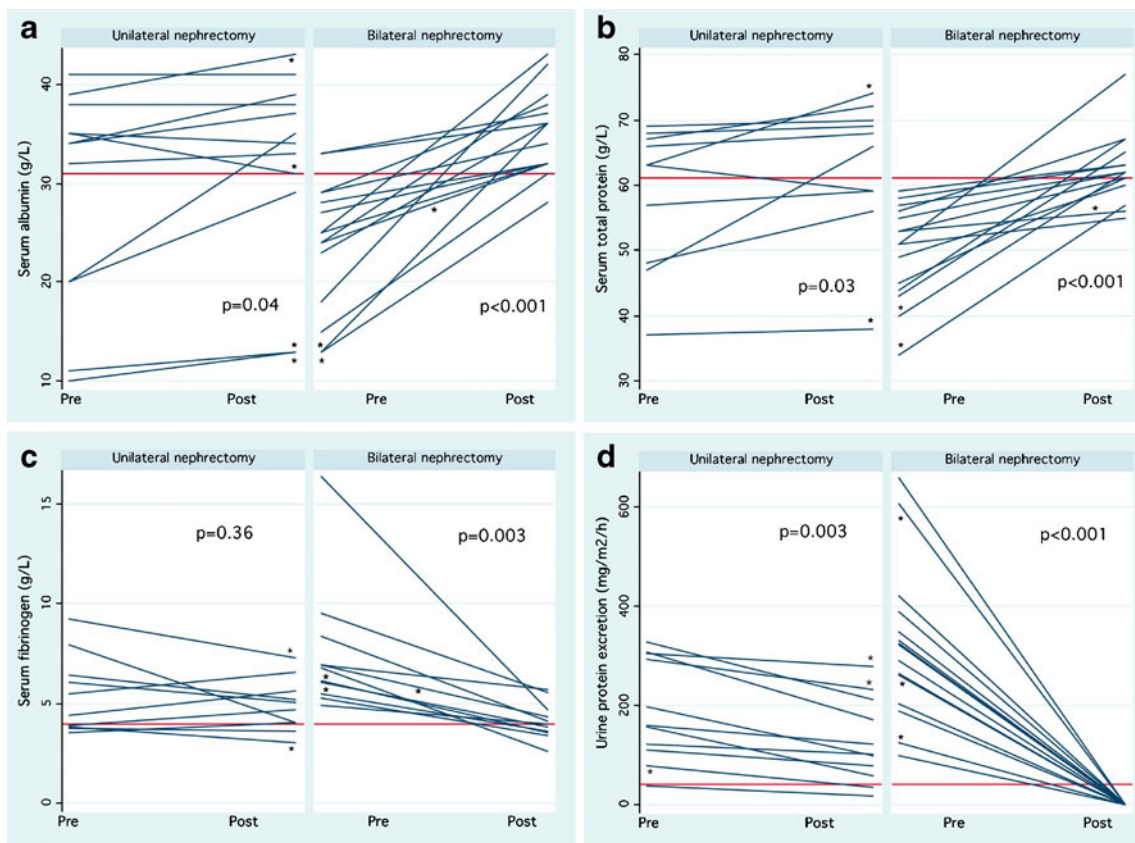 a
Unilateral nephrectomy
Bilateral nephrectomy
Serum albumin (g/L)
40
30
20
10
*
*
*
*
*
*
*
p=0.04
p<0.001
Pre
Post
Pre
Post
b
Unilateral nephrectomy
Bilateral nephrectomy
Serum total protein (g/L)
80
70
60
50
40
30
*
*
*
*
*
p=0.03
p<0.001
Pre
Post
Pre
Post
c
Unilateral nephrectomy
Bilateral nephrectomy
Serum fibrinogen (g/L)
15
10
5
0
*
*
*
*
*
p=0.36
p=0.003
Pre
Post
Pre
Post
d
Unilateral nephrectomy
Bilateral nephrectomy
Urine protein excretion (mg/m2/h)
600
400
200
0
*
*
*
*
*
*
p=0.003
p<0.001
Pre
Post
Pre
Post